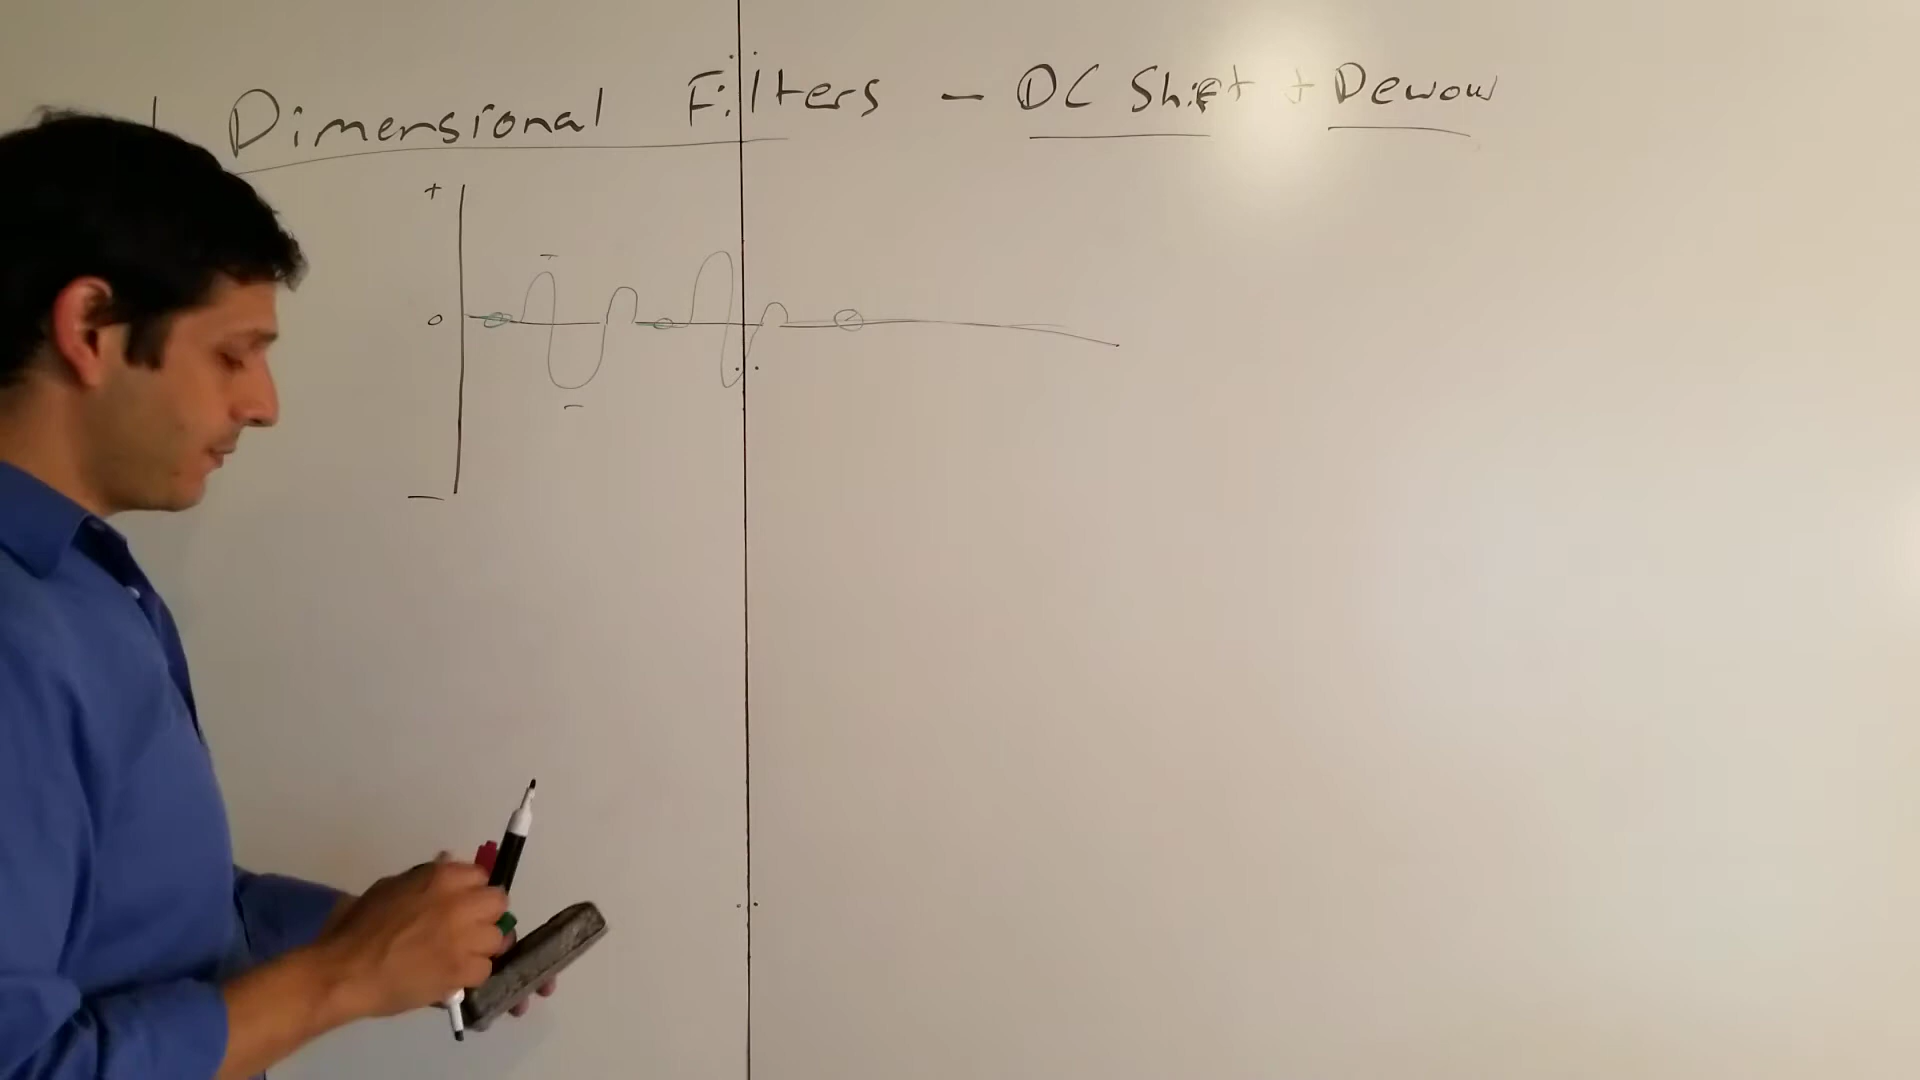 Dimensional Filters - DC Shift + Dewow
+
0
-